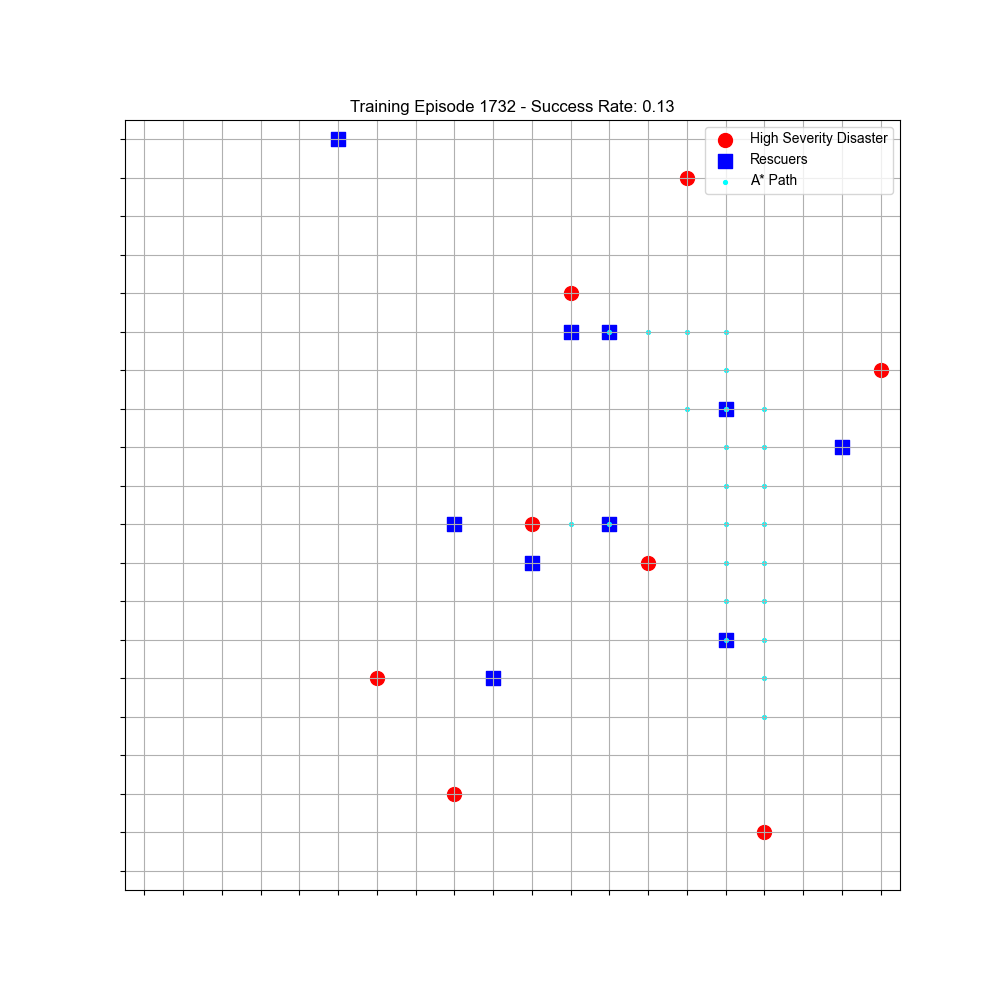 Training Episode 1732 - Success Rate: 0.13
High Severity Disaster
Rescuers
A* Path